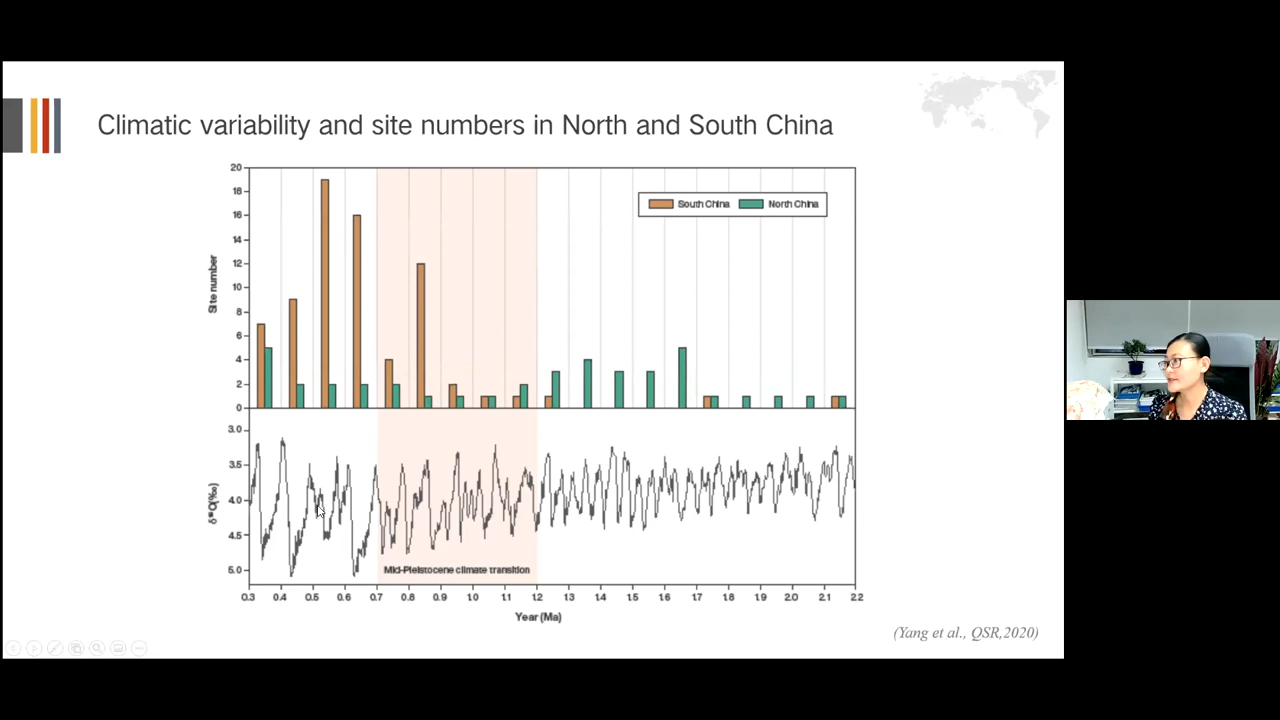 Climatic variability and site numbers in North and South China
20
18
16
14
12
10
8
6
4
2
0
Site number
South China North China
3.0
3.5
4.0
4.5
5.0
δ¹⁸O(‰)
Mid-Pleistocene climate transition
0.3 0.4 0.5 0.6 0.7 0.8 0.9 1.0 1.1 1.2 1.3 1.4 1.5 1.6 1.7 1.8 1.9 2.0 2.1 2.2
Year (Ma)
(Yang et al., QSR,2020)